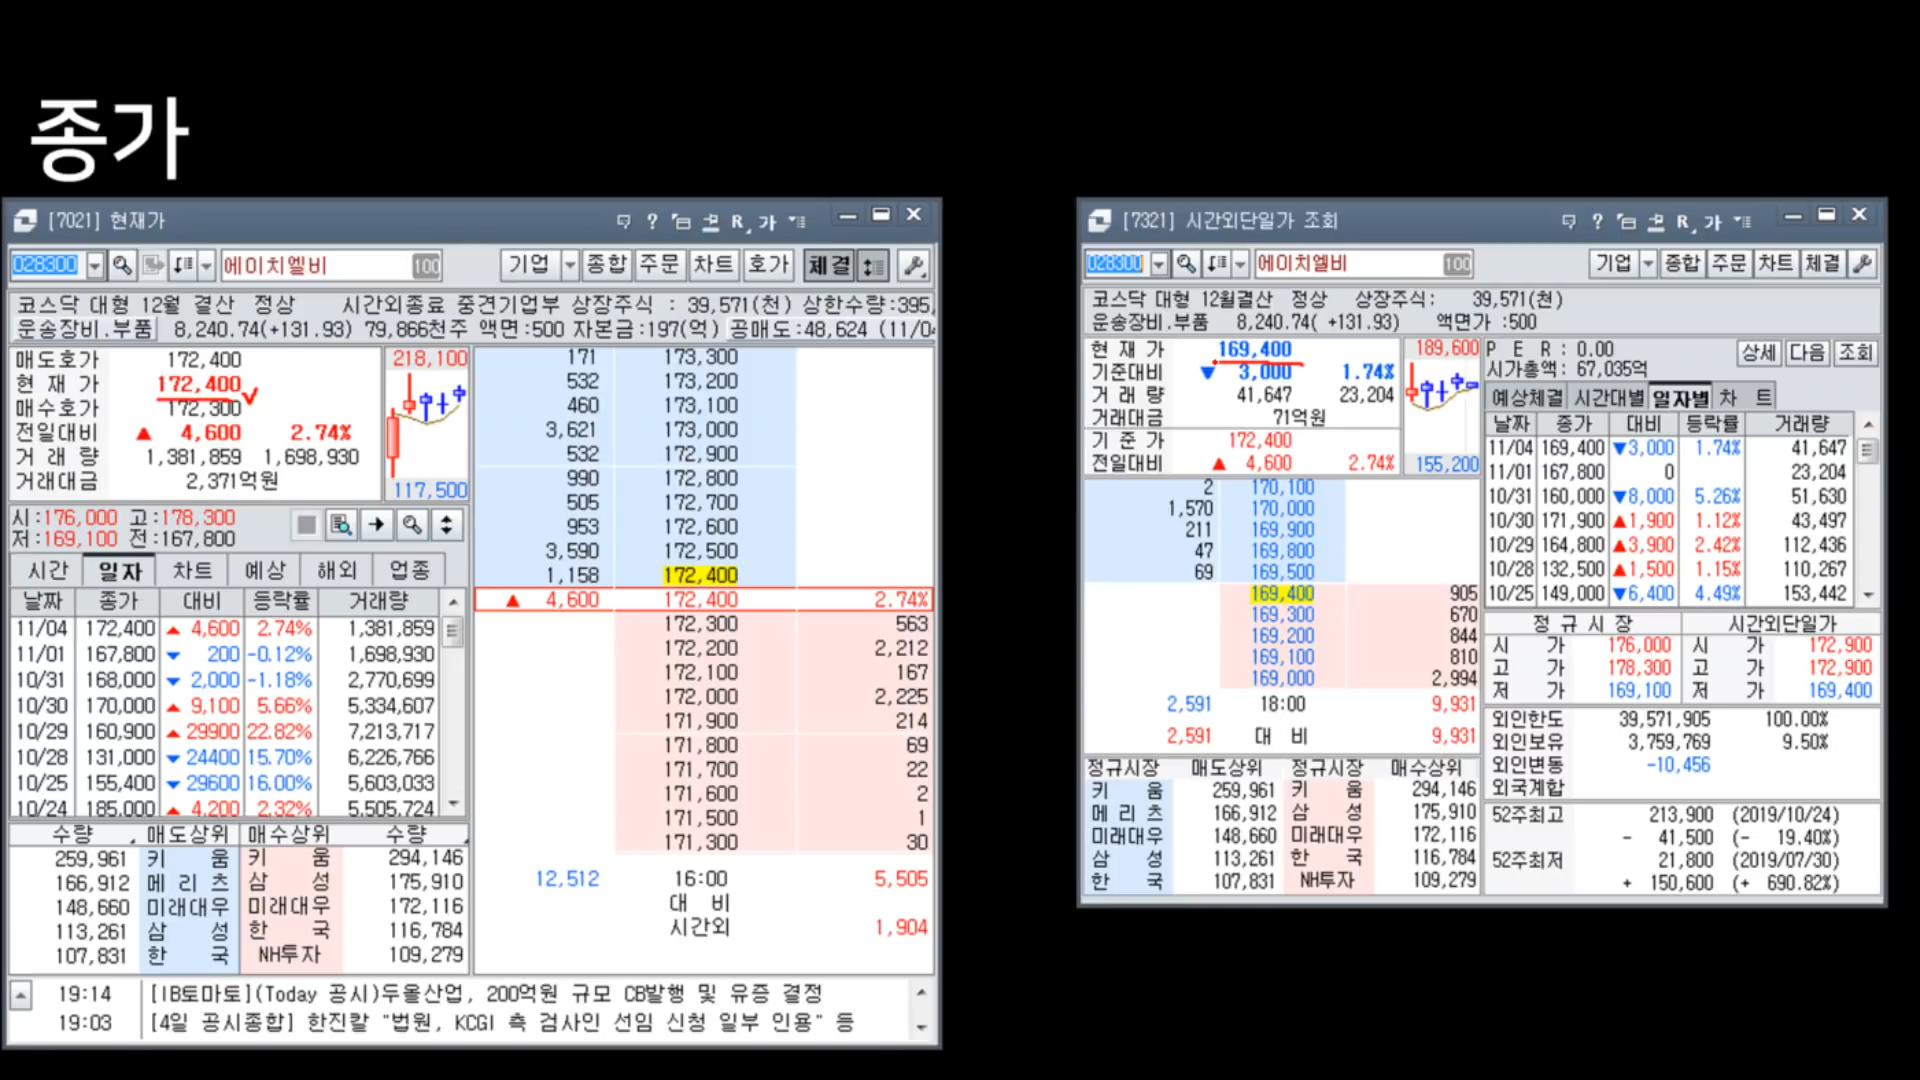 종가
[7021] 현재가
028300 에이치엘비 100 기업 종합 주문 차트 호가 체결
코스닥 대형 12월 결산 정상 시간외종료 중견기업부 상장주식 : 39,571(천) 상한수량:395,
운송장비.부품 8,240.74(+131.93) 79,866천주 액면:500 자본금:197(억) 공매도:48,624 (11/0
매도호가 172,400
현 재 가 172,400
매수호가 172,300
전일대비 ▲ 4,600 2.74%
거 래 량 1,381,859 1,698,930
거래대금 2,371억원
218,100
117,500
시:176,000 고:178,300
저:169,100 전:167,800
시간 일자 차트 예상 해외 업종
날짜 종가 대비 등락률 거래량
11/04 172,400 ▲ 4,600 2.74% 1,381,859
11/01 167,800 ▼ 200 -0.12% 1,698,930
10/31 168,000 ▼ 2,000 -1.18% 2,770,699
10/30 170,000 ▲ 9,100 5.66% 5,334,607
10/29 160,900 ▲ 29900 22.82% 7,213,717
10/28 131,000 ▼ 24400 15.70% 6,226,766
10/25 155,400 ▼ 29600 16.00% 5,603,033
10/24 185,000 ▲ 4,200 2.32% 5,505,724
수량 매도상위 매수상위 수량
259,961 키 움 키 움 294,146
166,912 메 리 츠 삼 성 175,910
148,660 미래대우 미래대우 172,116
113,261 삼 성 한 국 116,784
107,831 한 국 NH투자 109,279
171 173,300
532 173,200
460 173,100
3,621 173,000
532 172,900
990 172,800
505 172,700
953 172,600
3,590 172,500
1,158 172,400
▲ 4,600 172,400 2.74%
172,300 563
172,200 2,212
172,100 167
172,000 2,225
171,900 214
171,800 69
171,700 22
171,600 2
171,500 1
171,300 30
12,512 16:00 5,505
대 비
시간외 1,904
19:14 [IB토마토](Today 공시)두올산업, 200억원 규모 CB발행 및 유증 결정
19:03 [4일 공시종합] 한진칼 "법원, KCGI 측 검사인 선임 신청 일부 인용" 등
[7321] 시간외단일가 조회
028300 에이치엘비 100 기업 종합 주문 차트 체결
코스닥 대형 12월결산 정상 상장주식: 39,571(천)
운송장비.부품 8,240.74( +131.93) 액면가 :500
현 재 가 169,400
기준대비 ▼ 3,000 1.74%
거 래 량 41,647 23,204
거래대금 71억원
기 준 가 172,400
전일대비 ▲ 4,600 2.74%
189,600
155,200
P E R : 0.00
시가총액: 67,035억
상세 다음 조회
예상체결 시간대별 일자별 차 트
날짜 종가 대비 등락률 거래량
11/04 169,400 ▼3,000 1.74% 41,647
11/01 167,800 0 23,204
10/31 160,000 ▼8,000 5.26% 51,630
10/30 171,900 ▲1,900 1.12% 43,497
10/29 164,800 ▲3,900 2.42% 112,436
10/28 132,500 ▲1,500 1.15% 110,267
10/25 149,000 ▼6,400 4.49% 153,442
2 170,100
1,570 170,000
211 169,900
47 169,800
69 169,500
169,400 905
169,300 670
169,200 844
169,100 810
169,000 2,994
2,591 18:00 9,931
2,591 대 비 9,931
정 규 시 장 시간외단일가
시 가 176,000 시 가 172,900
고 가 178,300 고 가 172,900
저 가 169,100 저 가 169,400
외인한도 39,571,905 100.00%
외인보유 3,759,769 9.50%
외인변동 -10,456
외국계합
52주최고 213,900 (2019/10/24)
- 41,500 (- 19.40%)
52주최저 21,800 (2019/07/30)
+ 150,600 (+ 690.82%)
정규시장 매도상위 정규시장 매수상위
키 움 259,961 키 움 294,146
메 리 츠 166,912 삼 성 175,910
미래대우 148,660 미래대우 172,116
삼 성 113,261 한 국 116,784
한 국 107,831 NH투자 109,279